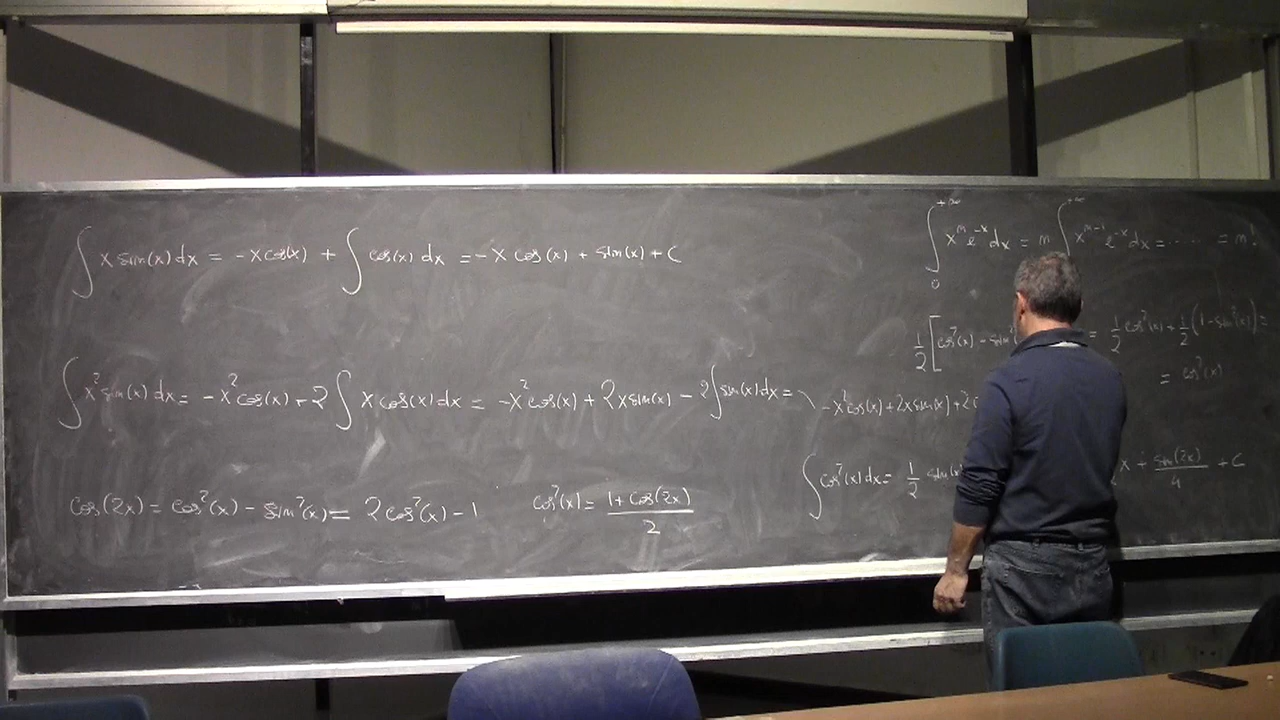 ∫ x sin(x) dx = -x cos(x) + ∫ cos(x) dx = -x cos(x) + sin(x) + C
∫ x² sin(x) dx = -x² cos(x) + 2 ∫ x cos(x) dx = -x² cos(x) + 2x sin(x) - 2 ∫ sin(x) dx =
cos(2x) = cos²(x) - sin²(x) = 2cos²(x) - 1 cos²(x) = (1 + cos(2x))/2
∫₀^{+∞} xⁿ e^{-x} dx = n ∫^{+∞} x^{n-1} e^{-x} dx = ..... = n!
1/2 [cos²(x) - sin² = 1/2 cos²(x) + 1/2 (1 - sin²(x)) =
= cos²(x)
-x² cos(x) + 2x sin(x) + 2
∫ cos²(x) dx = 1/2 sin(x) x + sin(2x)/4 + C